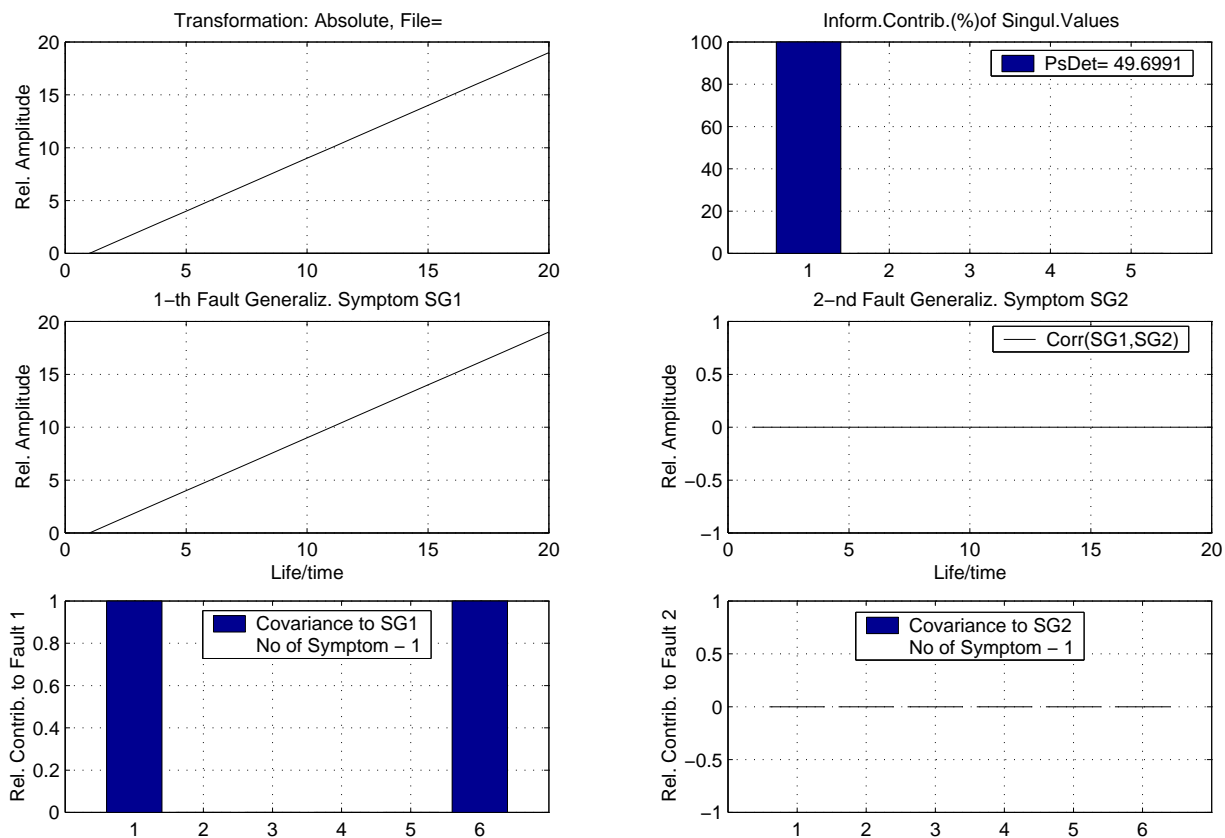 Transformation: Absolute, File=
Rel. Amplitude
20
15
10
5
0
0 5 10 15 20
Inform.Contrib.(%)of Singul.Values
PsDet= 49.6991
100
80
60
40
20
0
1 2 3 4 5
1-th Fault Generaliz. Symptom SG1
Rel. Amplitude
20
15
10
5
0
0 5 10 15 20
Life/time
2-nd Fault Generaliz. Symptom SG2
Corr(SG1,SG2)
Rel. Amplitude
1
0.5
0
-0.5
-1
0 5 10 15 20
Life/time
Rel. Contrib. to Fault 1
Covariance to SG1
No of Symptom - 1
1
0.8
0.6
0.4
0.2
0
1 2 3 4 5 6
Rel. Contrib. to Fault 2
Covariance to SG2
No of Symptom - 1
1
0.5
0
-0.5
-1
1 2 3 4 5 6